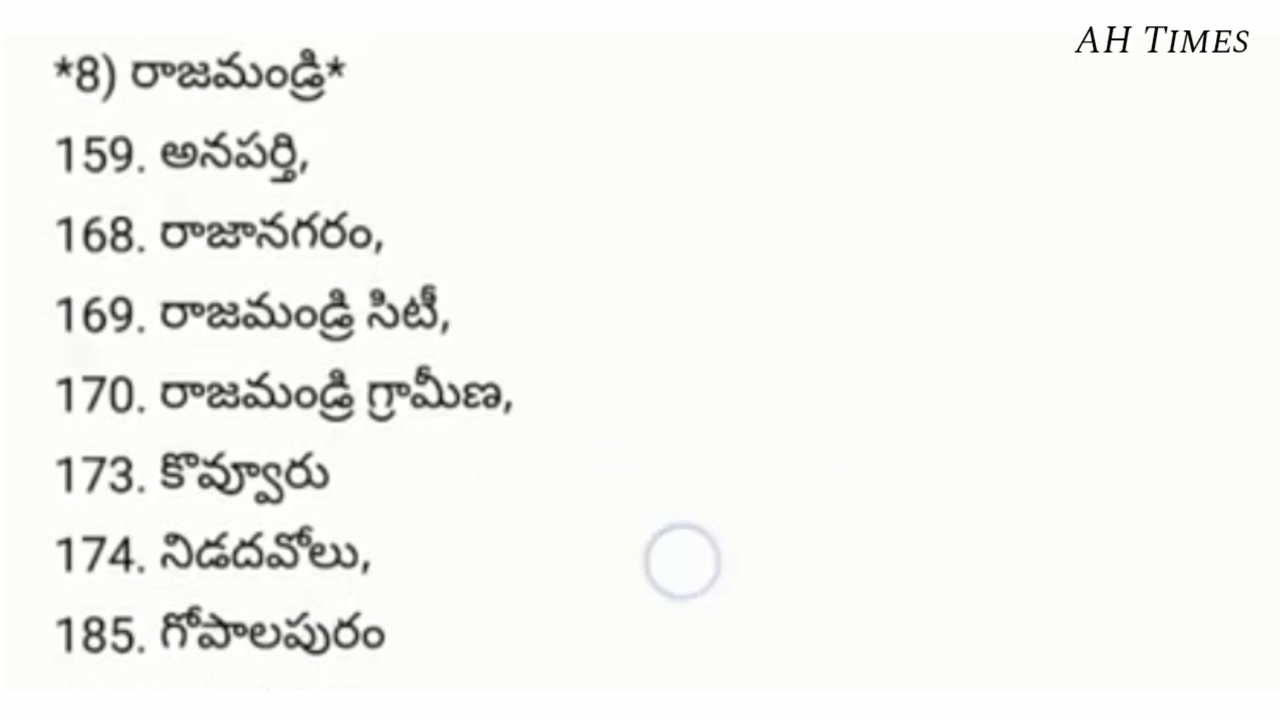 AH TIMES
*8) రాజమండ్రి*
159. అనపర్తి,
168. రాజానగరం,
169. రాజమండ్రి సిటీ,
170. రాజమండ్రి గ్రామీణ,
173. కొవ్వూరు
174. నిడదవోలు,
185. గోపాలపురం